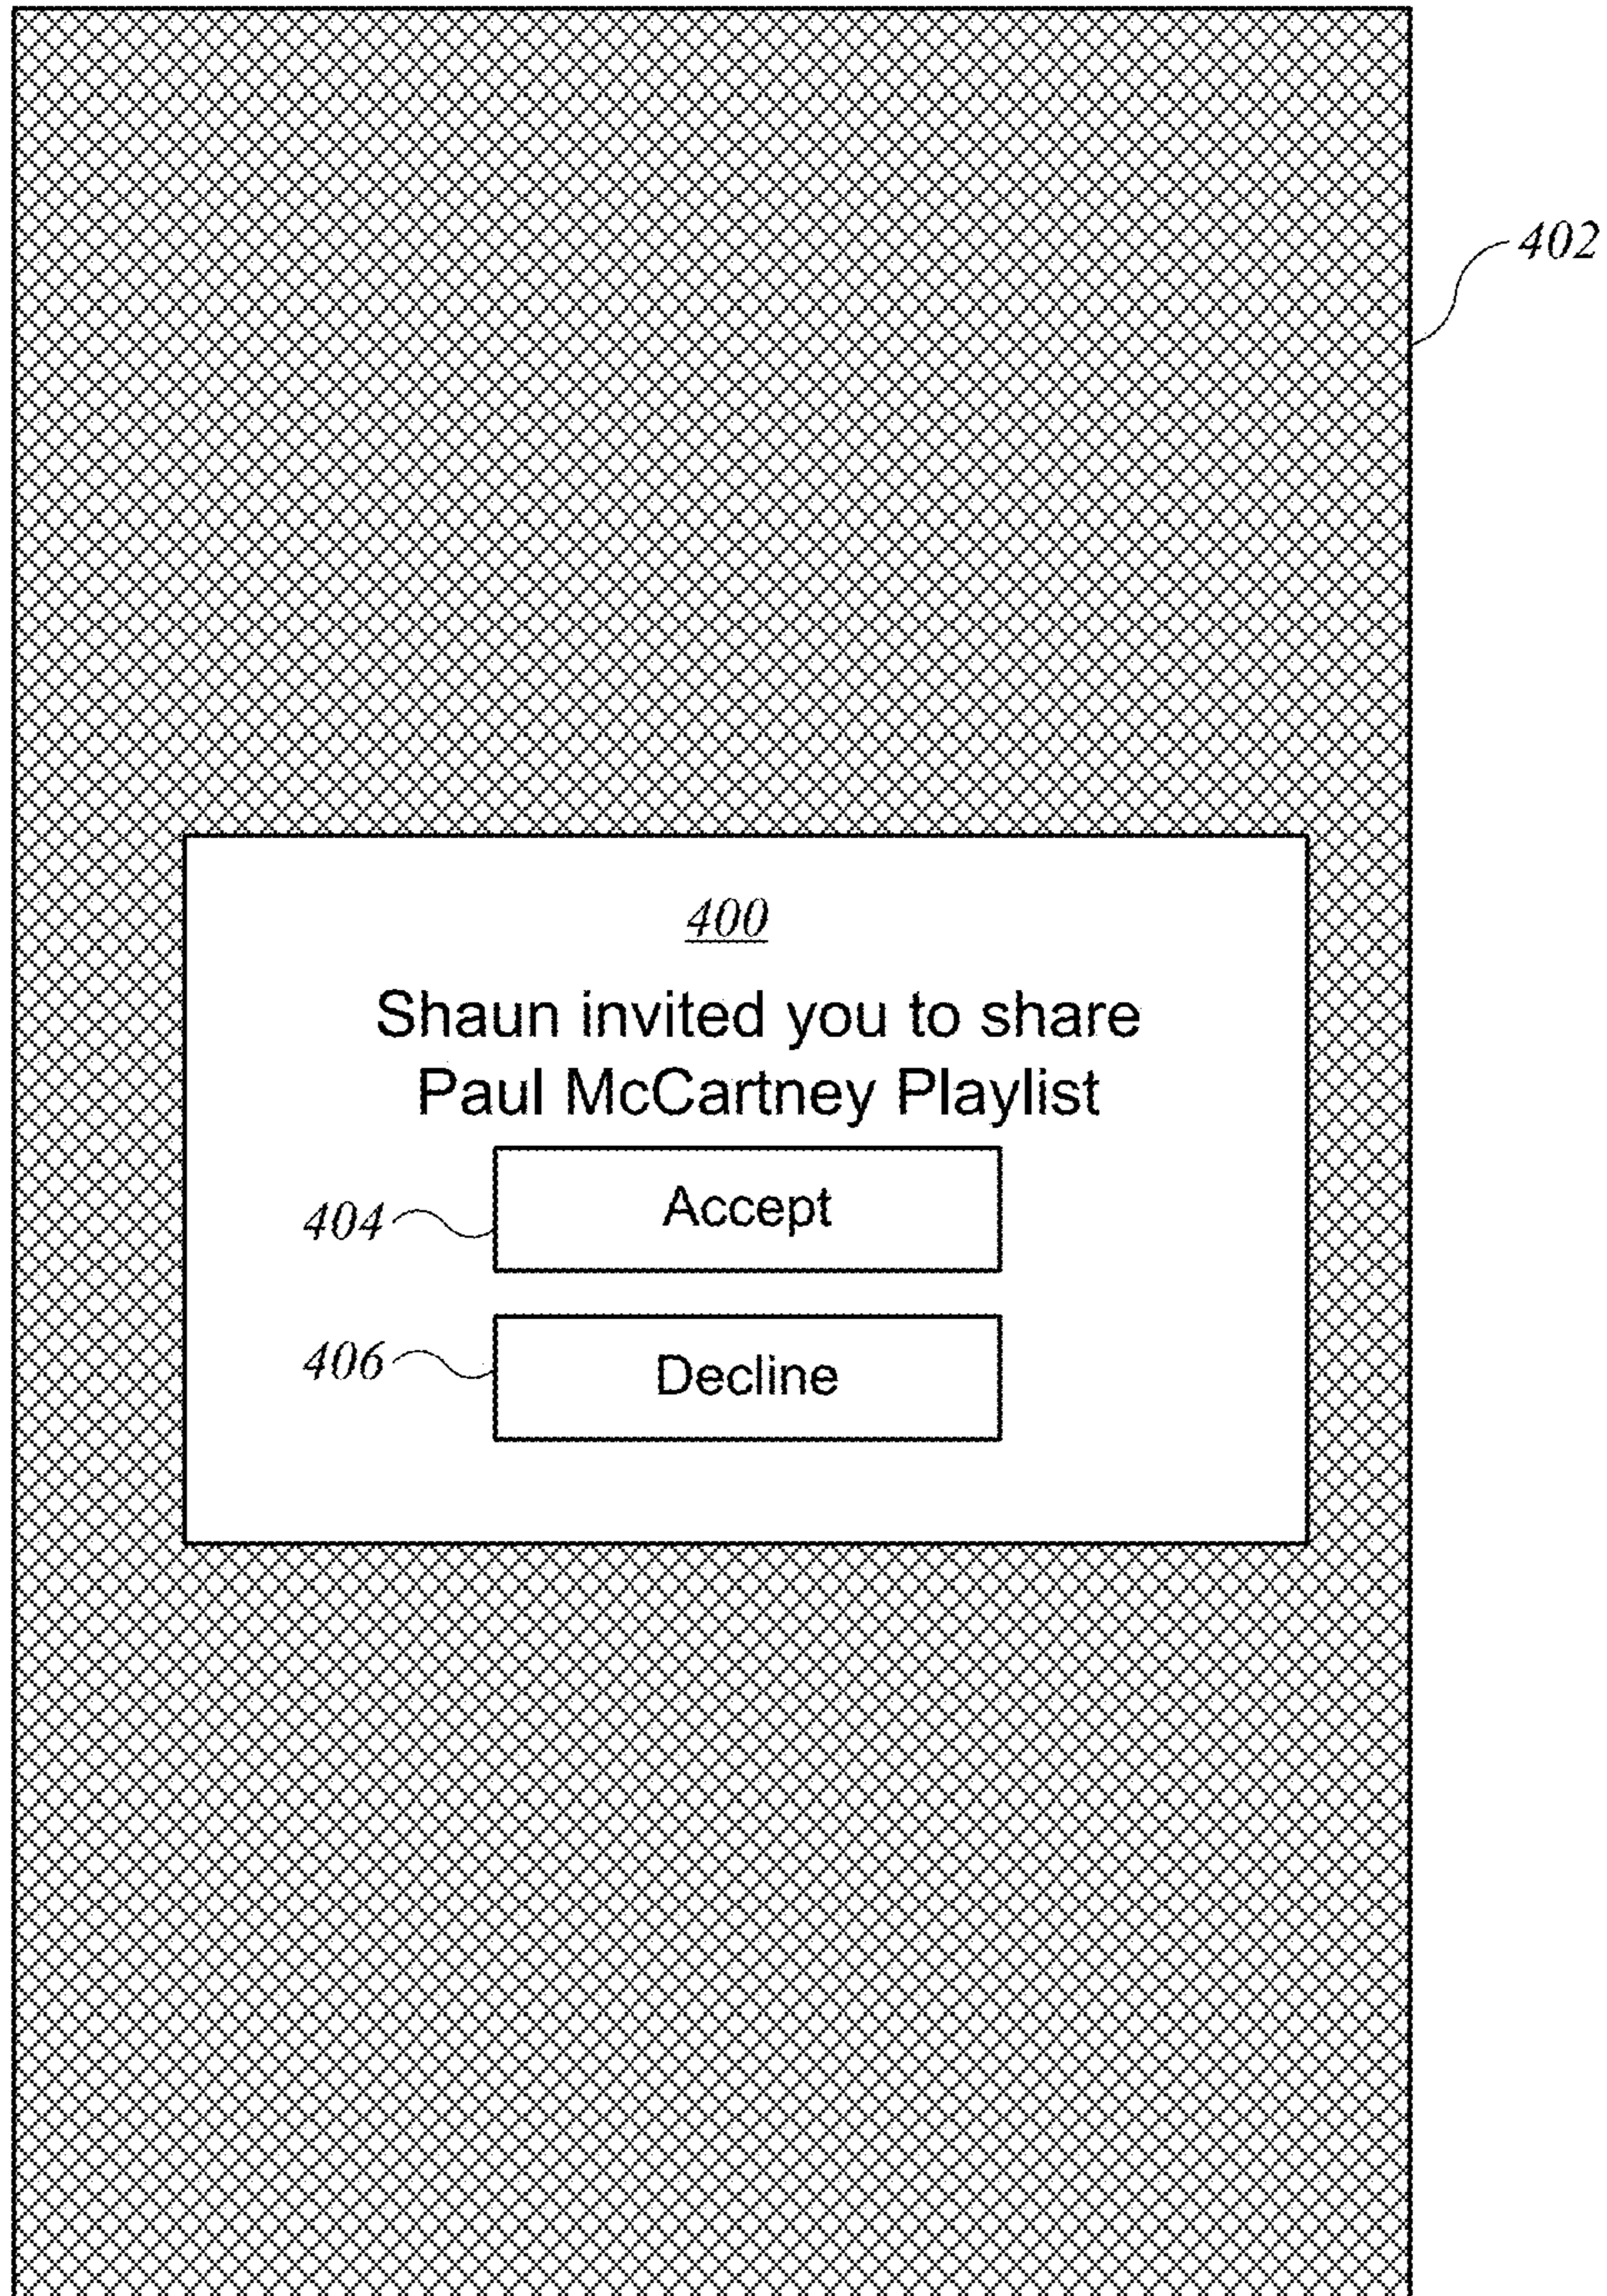 402
400
Shaun invited you to share
Paul McCartney Playlist
404 Accept
406 Decline